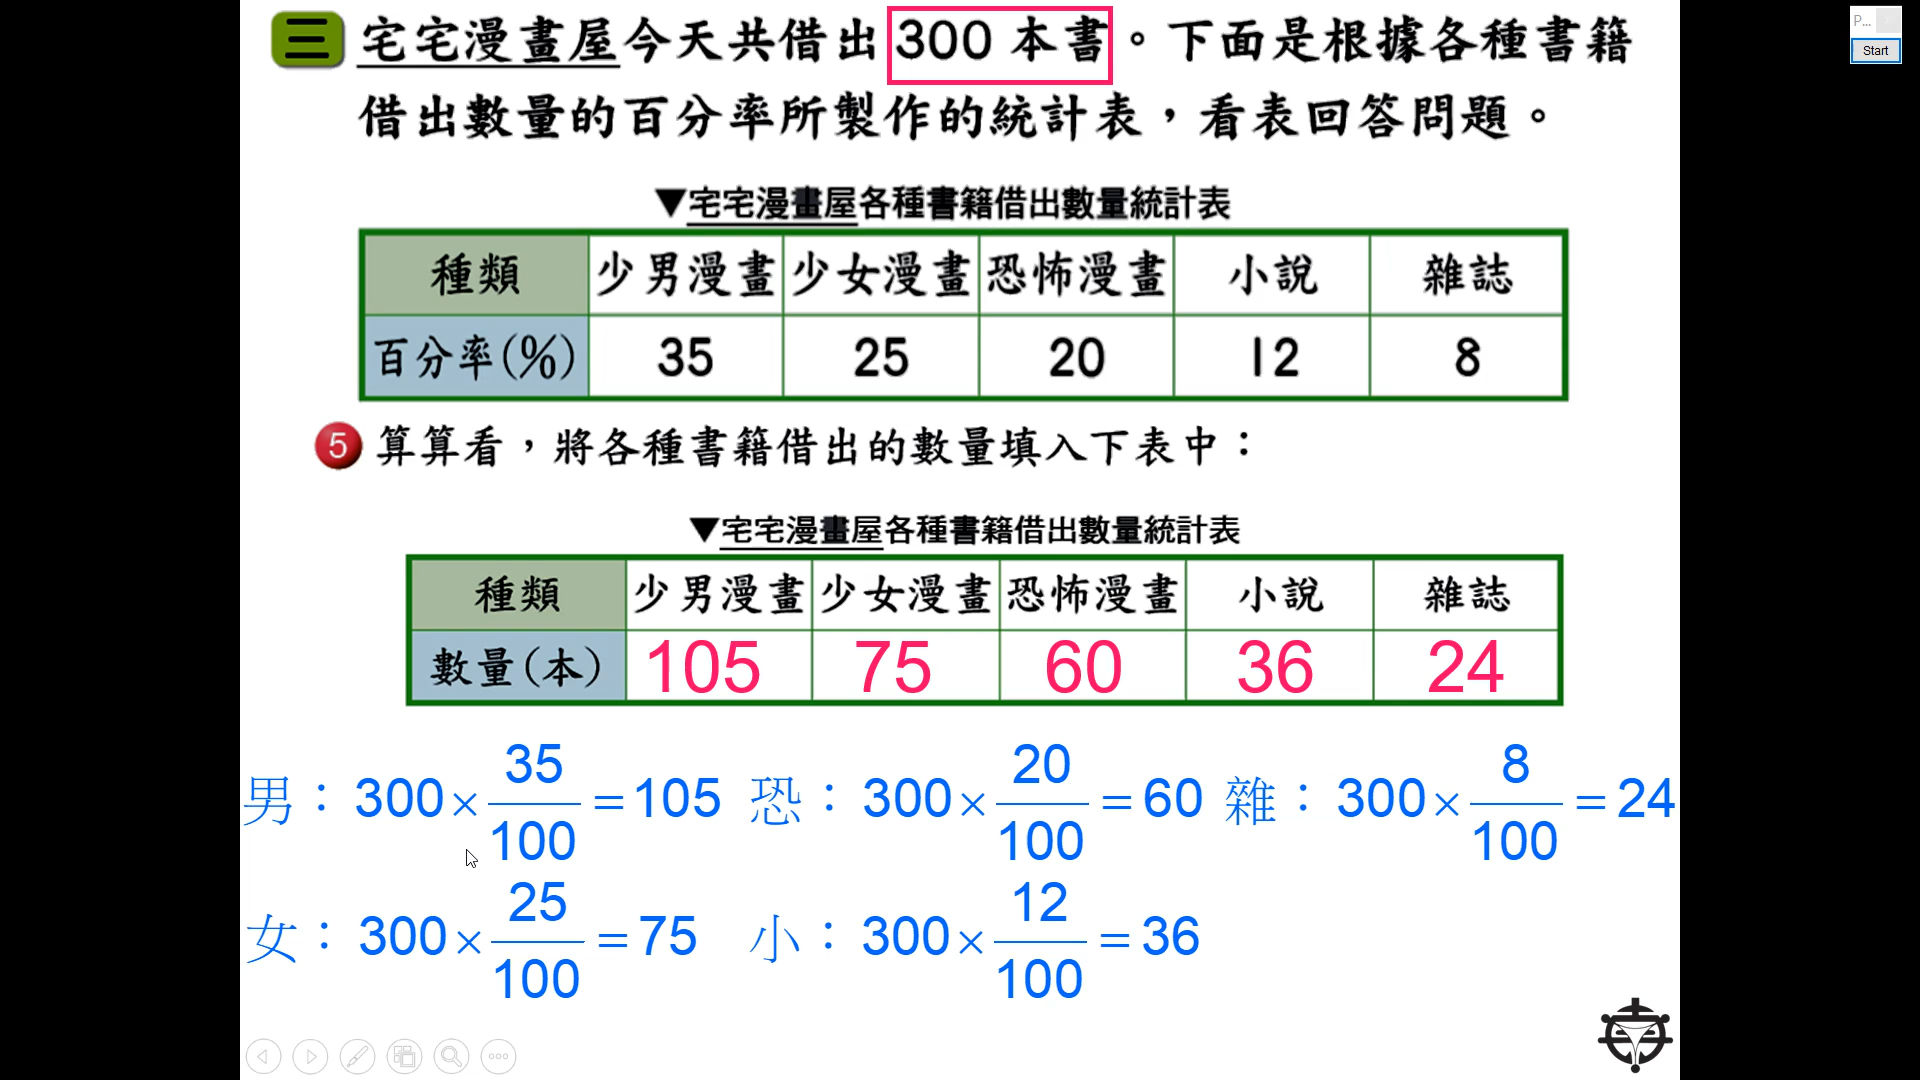 三 宅宅漫畫屋今天共借出 300 本書。下面是根據各種書籍
借出數量的百分率所製作的統計表，看表回答問題。
▼宅宅漫畫屋各種書籍借出數量統計表
種類 少男漫畫 少女漫畫 恐怖漫畫 小說 雜誌
百分率(%) 35 25 20 12 8
5 算算看，將各種書籍借出的數量填入下表中：
▼宅宅漫畫屋各種書籍借出數量統計表
種類 少男漫畫 少女漫畫 恐怖漫畫 小說 雜誌
數量(本) 105 75 60 36 24
男：300×35/100=105 恐：300×20/100=60 雜：300×8/100=24
女：300×25/100=75 小：300×12/100=36
P...
Start